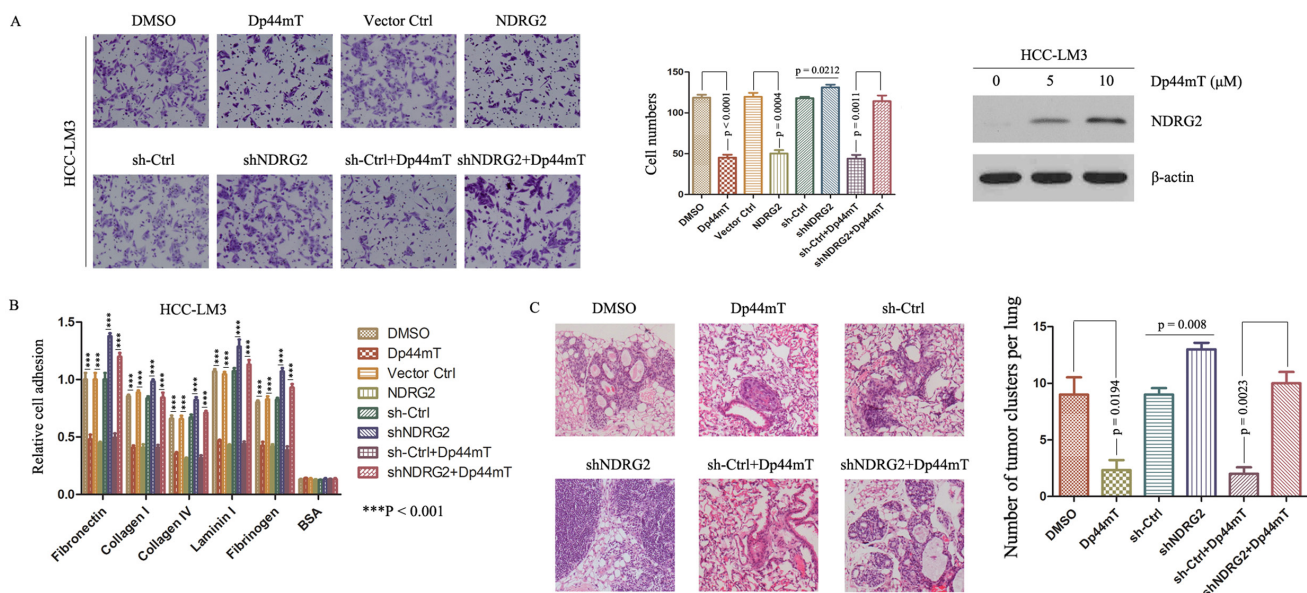 A
DMSO Dp44mT Vector Ctrl NDRG2
HCC-LM3
sh-Ctrl shNDRG2 sh-Ctrl+Dp44mT shNDRG2+Dp44mT
Cell numbers
150
100
50
0
p < 0.0001
p = 0.0004
p = 0.0212
p = 0.0011
DMSO
Dp44mT
Vector Ctrl
NDRG2
sh-Ctrl
shNDRG2
sh-Ctrl+Dp44mT
shNDRG2+Dp44mT
HCC-LM3
0 5 10 Dp44mT (μM)
NDRG2
β-actin
B
HCC-LM3
Relative cell adhesion
1.5
1.0
0.5
0.0
*** *** *** ***
*** *** *** ***
*** *** *** ***
*** *** *** ***
*** *** *** ***
Fibronectin
Collagen I
Collagen IV
Laminin I
Fibrinogen
BSA
DMSO
Dp44mT
Vector Ctrl
NDRG2
sh-Ctrl
shNDRG2
sh-Ctrl+Dp44mT
shNDRG2+Dp44mT
***P < 0.001
C
DMSO Dp44mT sh-Ctrl
shNDRG2 sh-Ctrl+Dp44mT shNDRG2+Dp44mT
Number of tumor clusters per lung
15
10
5
0
p = 0.0194
p = 0.008
p = 0.0023
DMSO
Dp44mT
sh-Ctrl
shNDRG2
sh-Ctrl+Dp44mT
shNDRG2+Dp44mT